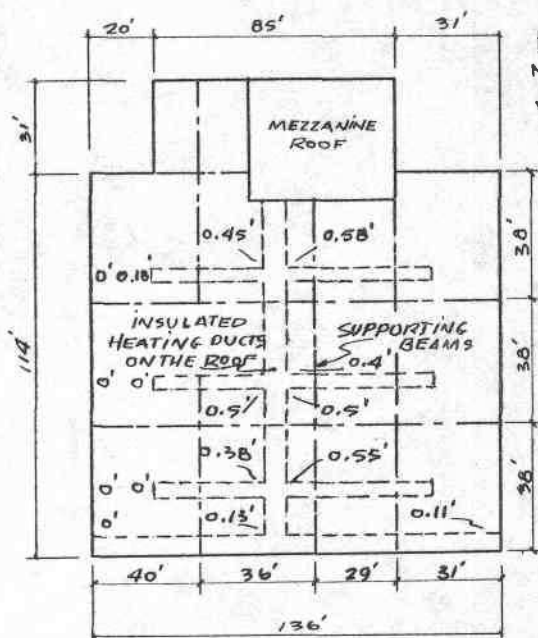 20' 85' 31'
31'
MEZZANINE
ROOF
0.45' 0.58'
38'
0' 0.18'
INSULATED
HEATING DUCTS
ON THE ROOF
SUPPORTING
BEAMS
114'
38'
0.4'
0' 0'
0.5' 0.5'
0.38' 0.55'
0' 0'
38'
0' 0.13' 0.11'
40' 36' 29' 31'
136'